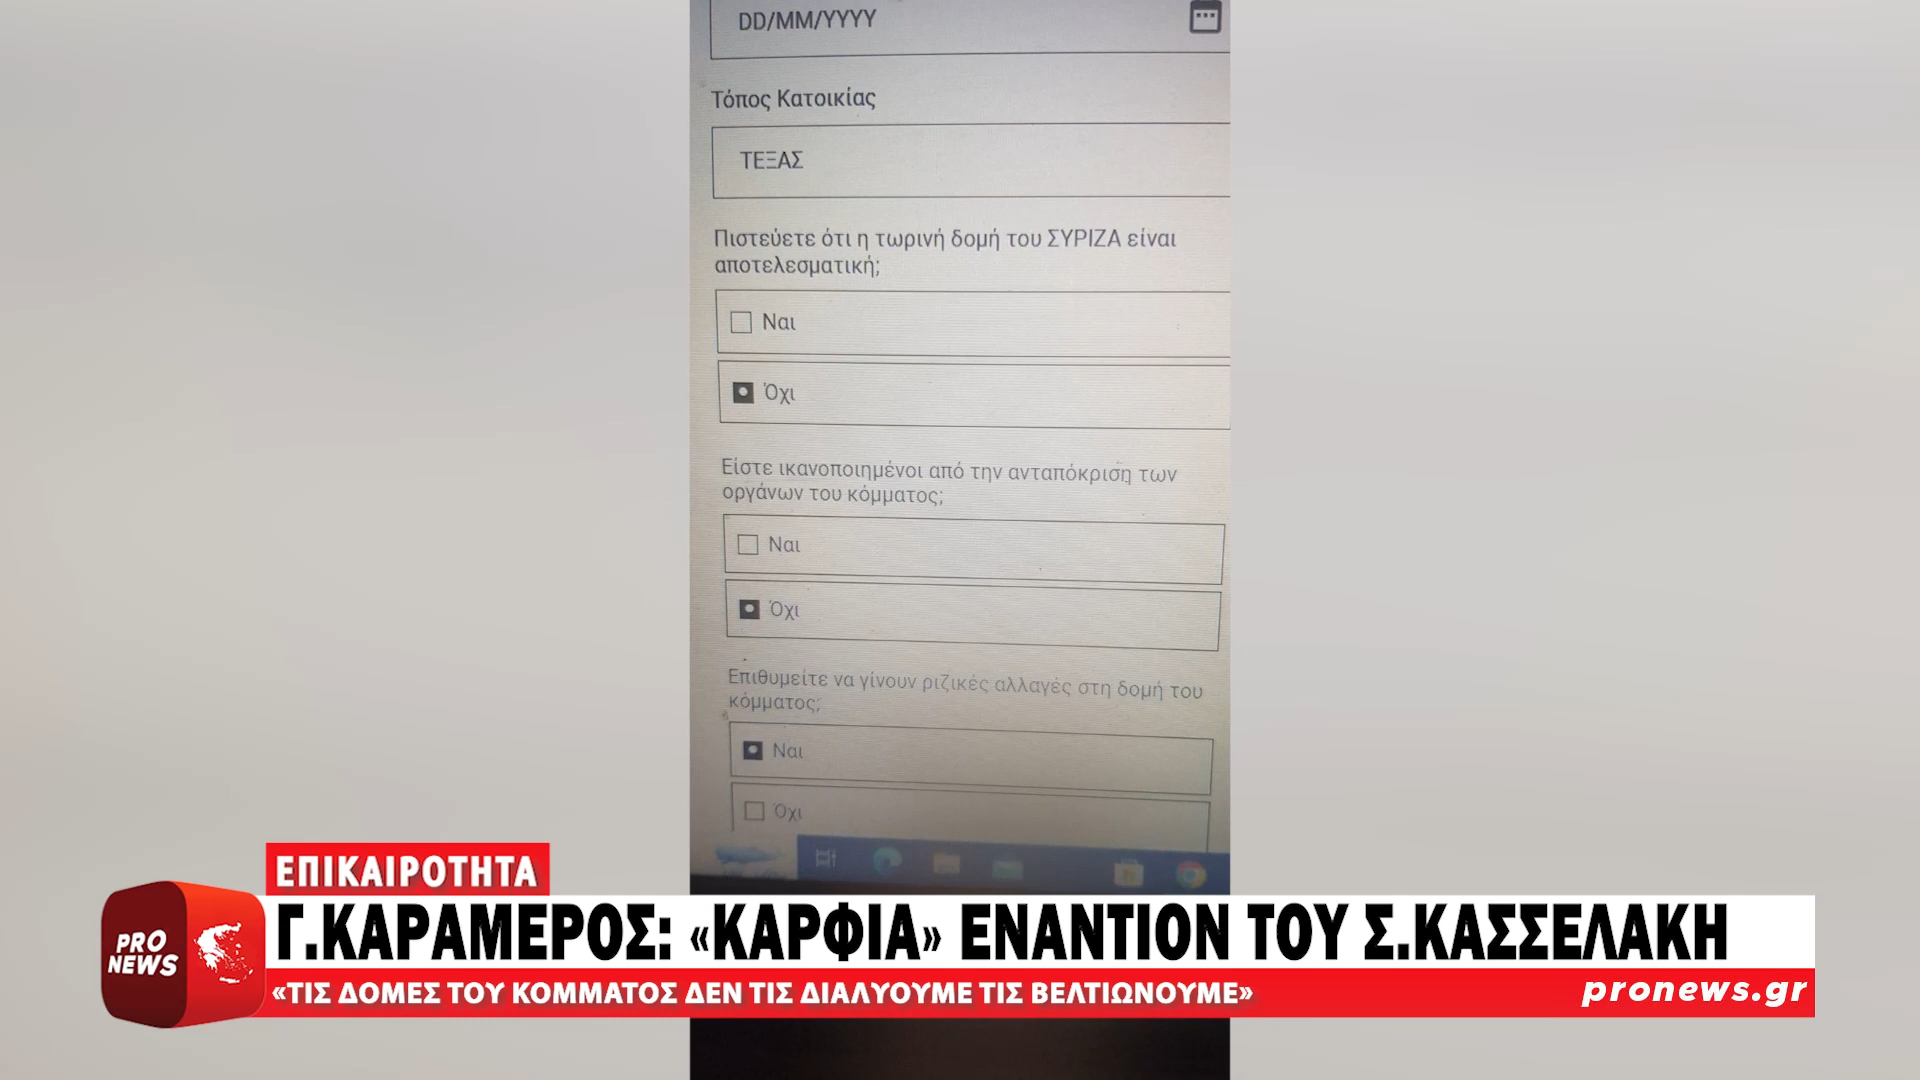 DD/MM/YYYY
Τόπος Κατοικίας
ΤΕΞΑΣ
Πιστεύετε ότι η τωρινή δομή του ΣΥΡΙΖΑ είναι
αποτελεσματική;
Ναι
Όχι
Είστε ικανοποιημένοι από την ανταπόκριση των
οργάνων του κόμματος;
Ναι
Όχι
Επιθυμείτε να γίνουν ριζικές αλλαγές στη δομή του
κόμματος;
Ναι
Όχι
ΕΠΙΚΑΙΡΟΤΗΤΑ
PRO
NEWS
Γ.ΚΑΡΑΜΕΡΟΣ: «ΚΑΡΦΙΑ» ΕΝΑΝΤΙΟΝ ΤΟΥ Σ.ΚΑΣΣΕΛΑΚΗ
«ΤΙΣ ΔΟΜΕΣ ΤΟΥ ΚΟΜΜΑΤΟΣ ΔΕΝ ΤΙΣ ΔΙΑΛΥΟΥΜΕ ΤΙΣ ΒΕΛΤΙΩΝΟΥΜΕ»
pronews.gr